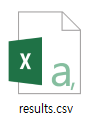 X a,
results.csv